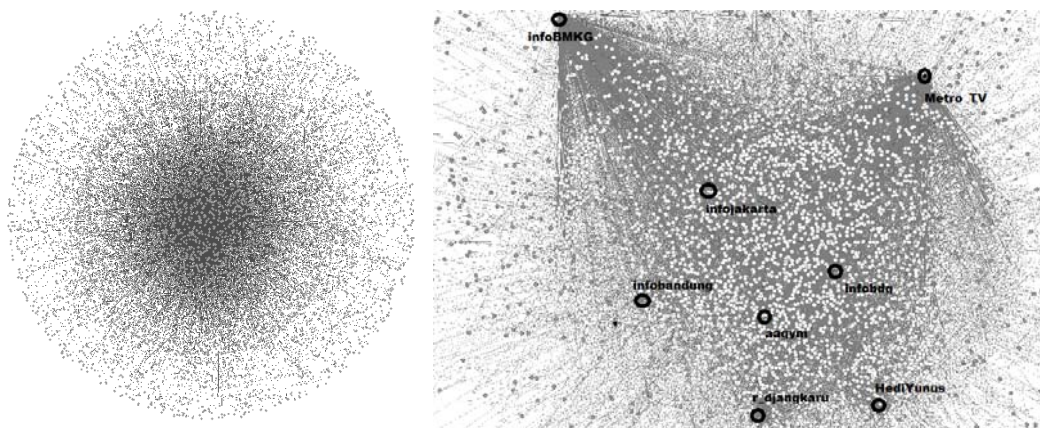 infoBMKG
Metro TV
infojakarta
infobdg
infobandung
aagym
HediYunus
r_djangkaru